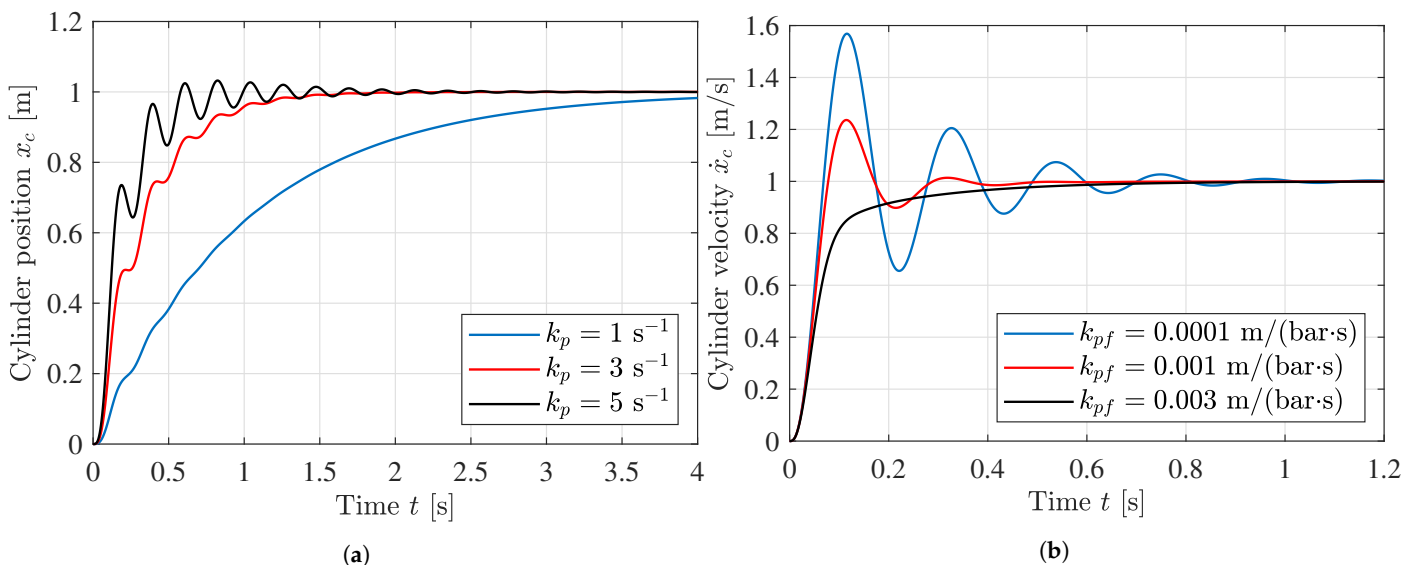 Cylinder position x_c [m]
1.2
1
0.8
0.6
0.4
0.2
0
0
0.5
1
1.5
2
2.5
3
3.5
4
Time t [s]
k_p = 1 s⁻¹
k_p = 3 s⁻¹
k_p = 5 s⁻¹
(a)
Cylinder velocity ẋ_c [m/s]
1.6
1.4
1.2
1
0.8
0.6
0.4
0.2
0
0
0.2
0.4
0.6
0.8
1
1.2
Time t [s]
k_pf = 0.0001 m/(bar·s)
k_pf = 0.001 m/(bar·s)
k_pf = 0.003 m/(bar·s)
(b)